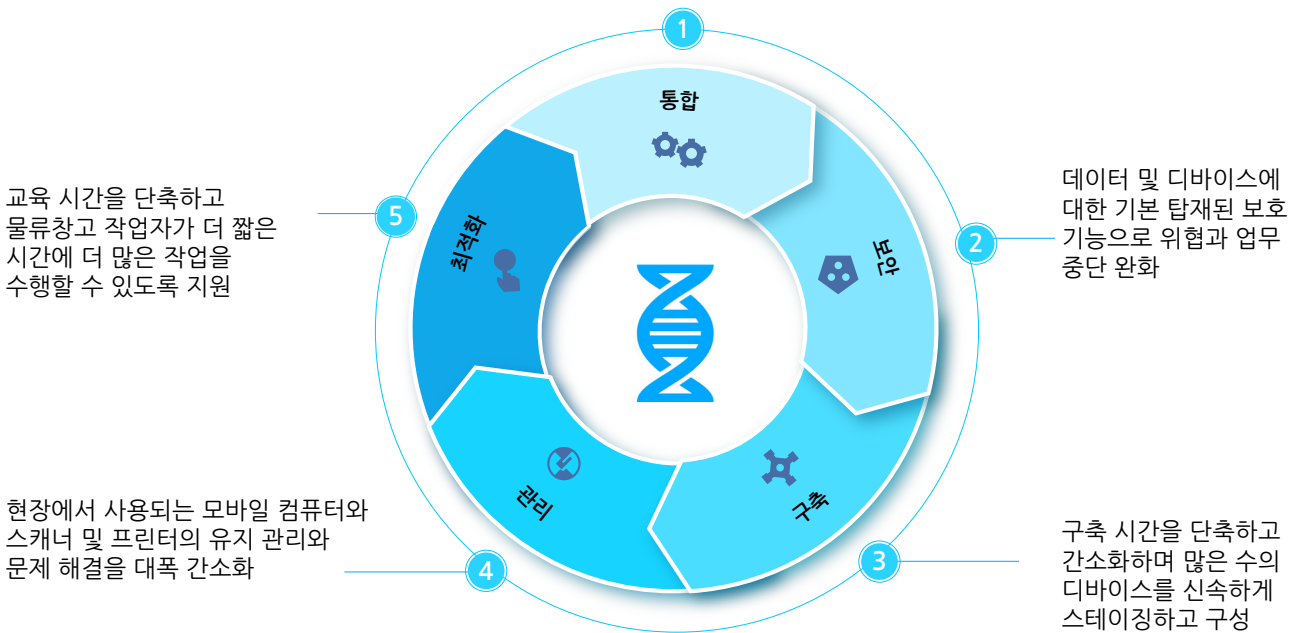 1
통합
2
보안
데이터 및 디바이스에
대한 기본 탑재된 보호
기능으로 위협과 업무
중단 완화
3
구축
구축 시간을 단축하고
간소화하며 많은 수의
디바이스를 신속하게
스테이징하고 구성
4
관리
현장에서 사용되는 모바일 컴퓨터와
스캐너 및 프린터의 유지 관리와
문제 해결을 대폭 간소화
5
최적화
교육 시간을 단축하고
물류창고 작업자가 더 짧은
시간에 더 많은 작업을
수행할 수 있도록 지원